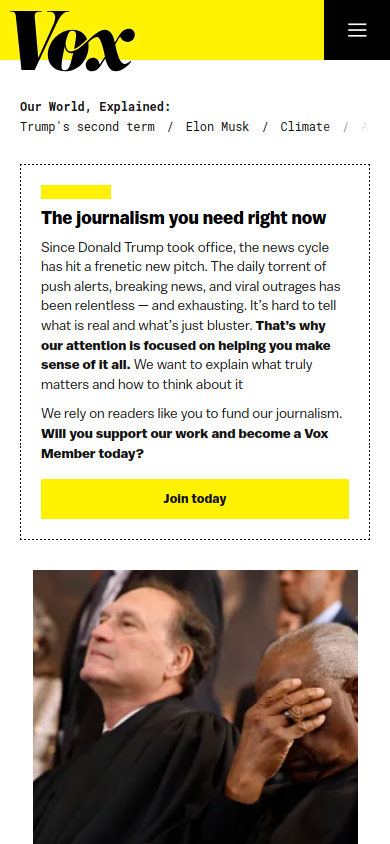 Vox
Our World, Explained:
Trump's second term / Elon Musk / Climate / A
The journalism you need right now
Since Donald Trump took office, the news cycle
has hit a frenetic new pitch. The daily torrent of
push alerts, breaking news, and viral outrages has
been relentless — and exhausting. It's hard to tell
what is real and what's just bluster. That's why
our attention is focused on helping you make
sense of it all. We want to explain what truly
matters and how to think about it
We rely on readers like you to fund our journalism.
Will you support our work and become a Vox
Member today?
Join today